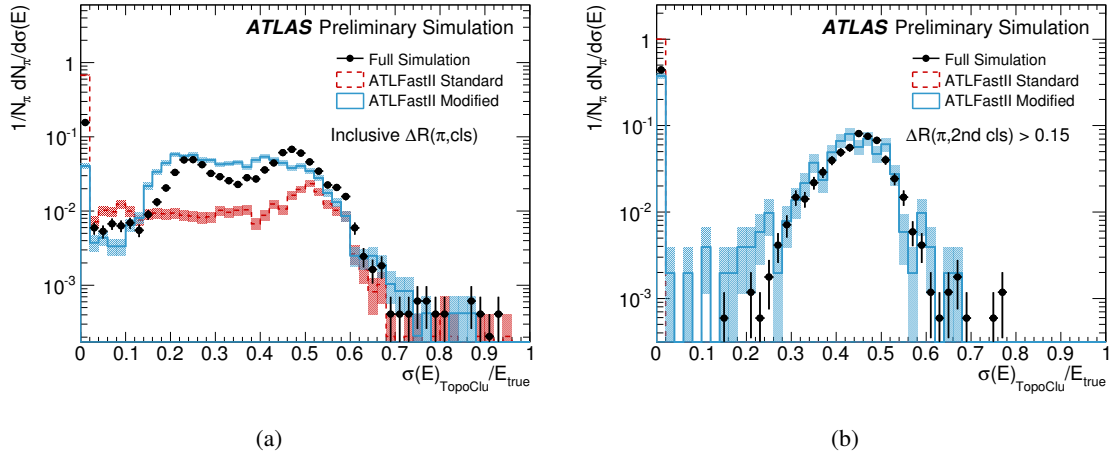 ATLAS Preliminary Simulation
Full Simulation
ATLFastII Standard
ATLFastII Modified
Inclusive ΔR(π,cls)
1/N_π dN_π/dσ(E)
1
10⁻¹
10⁻²
10⁻³
0 0.1 0.2 0.3 0.4 0.5 0.6 0.7 0.8 0.9 1
σ(E)_TopoClu/E_true
(a)
ATLAS Preliminary Simulation
Full Simulation
ATLFastII Standard
ATLFastII Modified
ΔR(π,2nd cls) > 0.15
1/N_π dN_π/dσ(E)
1
10⁻¹
10⁻²
10⁻³
0 0.1 0.2 0.3 0.4 0.5 0.6 0.7 0.8 0.9 1
σ(E)_TopoClu/E_true
(b)